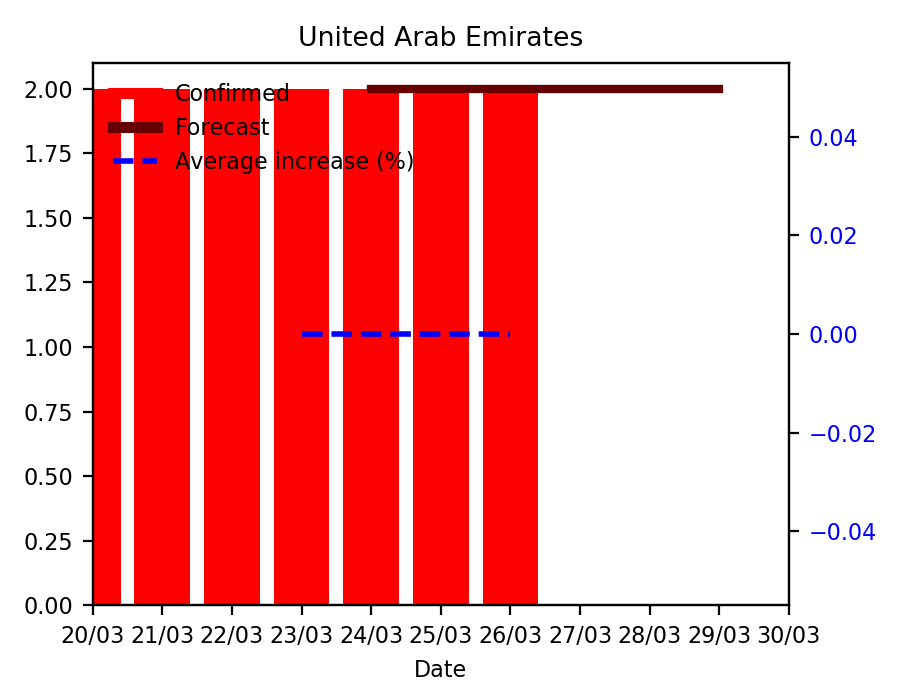 United Arab Emirates
Confirmed
Forecast
Average increase (%)
2.00
1.75
1.50
1.25
1.00
0.75
0.50
0.25
0.00
0.04
0.02
0.00
−0.02
−0.04
20/03 21/03 22/03 23/03 24/03 25/03 26/03 27/03 28/03 29/03 30/03
Date